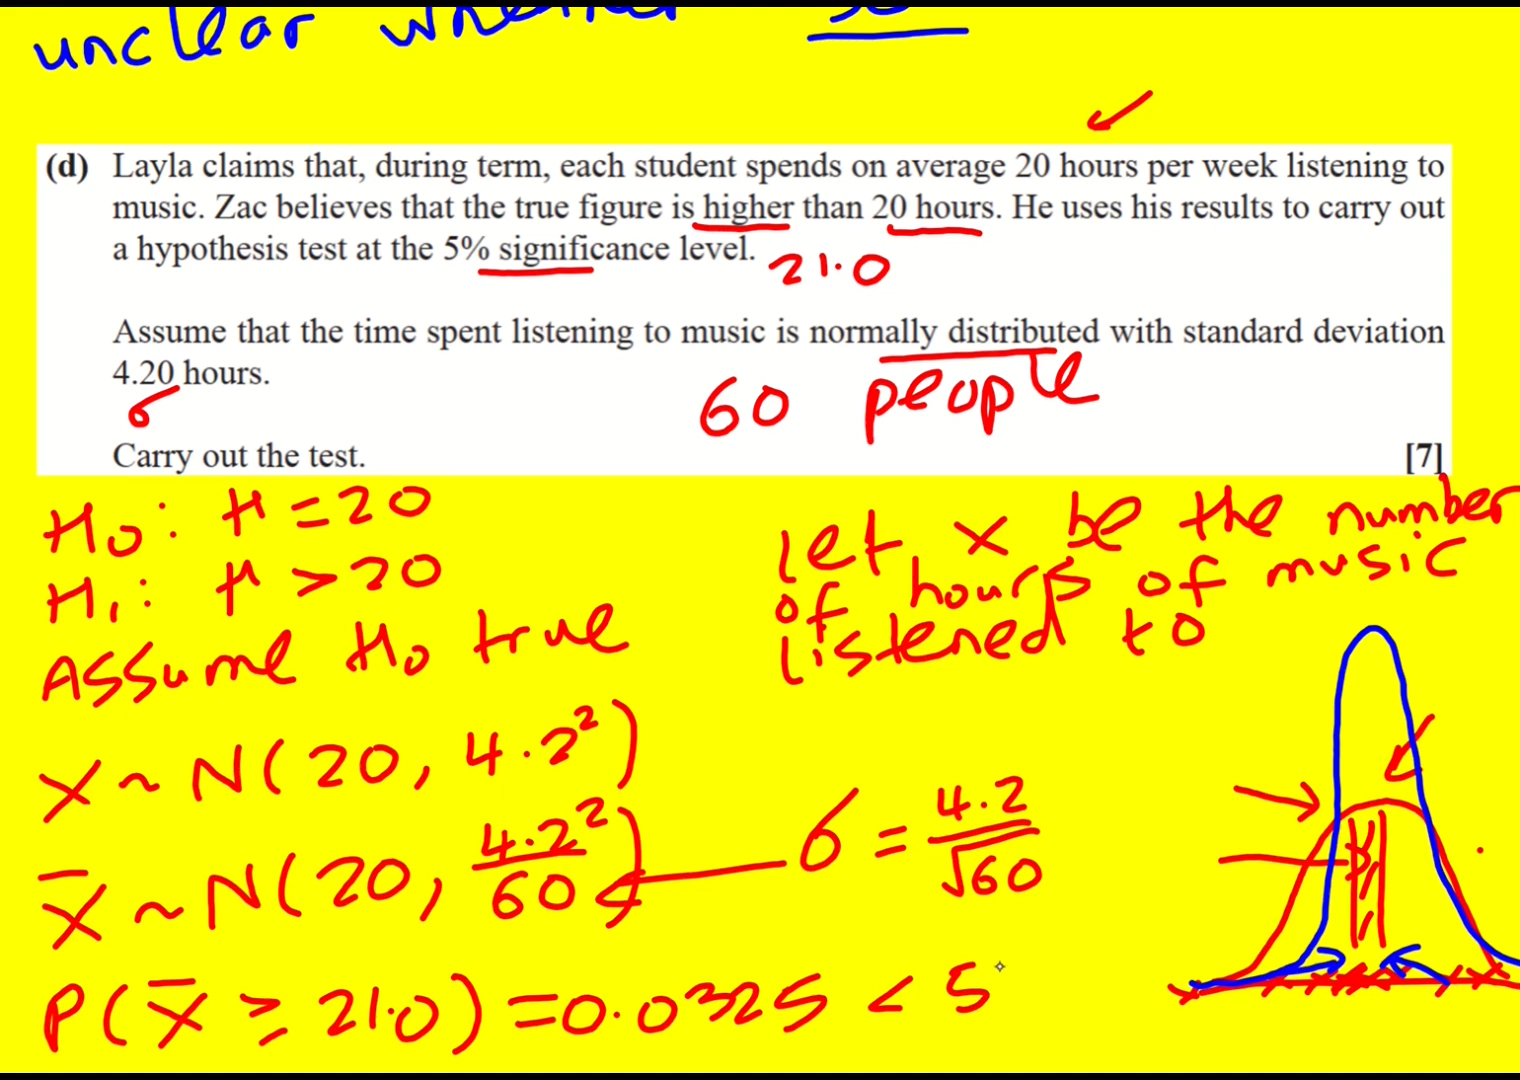 unclear
(d) Layla claims that, during term, each student spends on average 20 hours per week listening to
music. Zac believes that the true figure is higher than 20 hours. He uses his results to carry out
a hypothesis test at the 5% significance level.
21.0
Assume that the time spent listening to music is normally distributed with standard deviation
4.20 hours.
σ
60 people
Carry out the test. [7]
H₀: μ = 20
H₁: μ > 20
Assume H₀ true
let x be the number
of hours of music
listened to
X ~ N(20, 4.2²)
X̄ ~ N(20, 4.2²/60)
σ = 4.2/√60
P(X̄ ≥ 21.0) = 0.0325 < 5